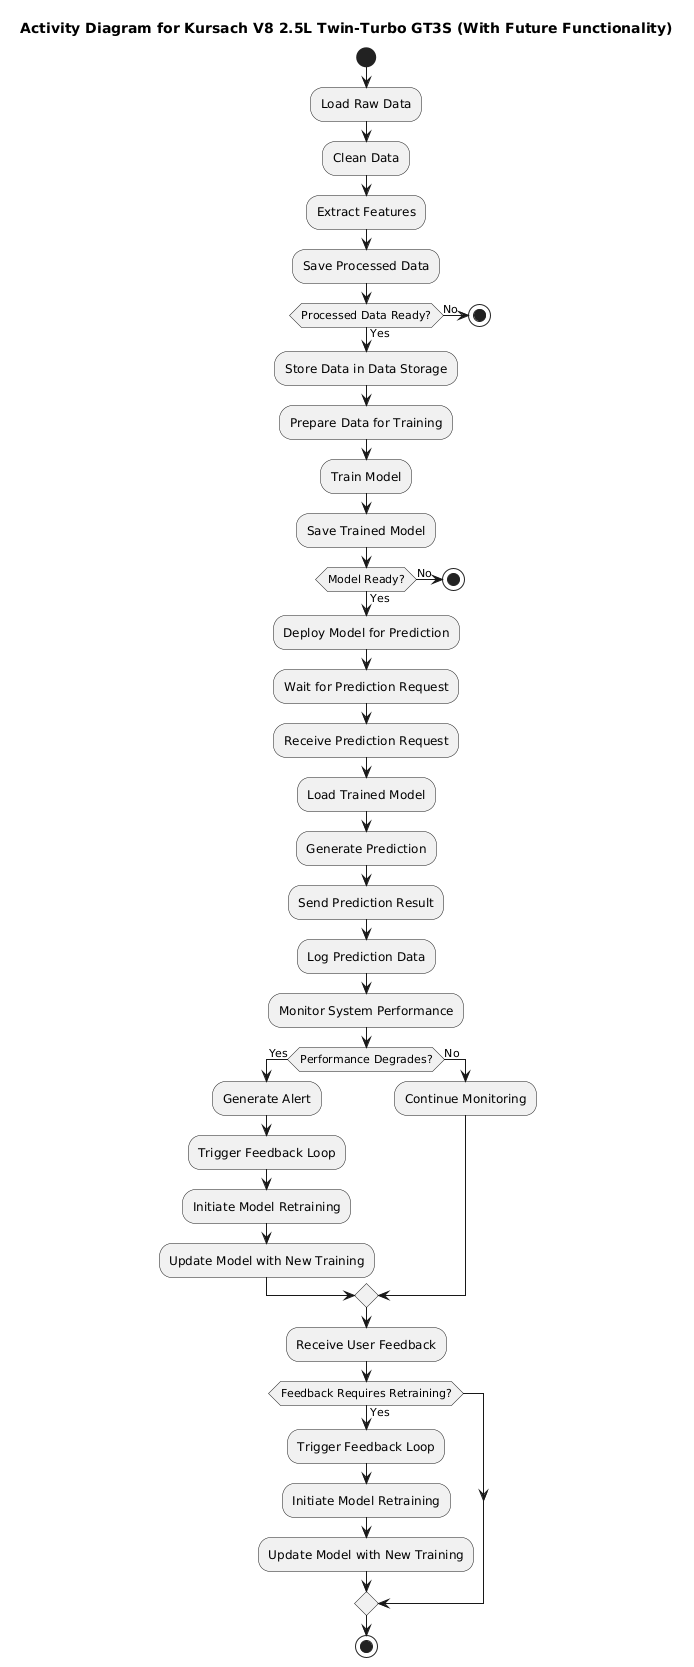 Activity Diagram for Kursach V8 2.5L Twin-Turbo GT3S (With Future Functionality)
Load Raw Data
Clean Data
Extract Features
Save Processed Data
Processed Data Ready?
No
Yes
Store Data in Data Storage
Prepare Data for Training
Train Model
Save Trained Model
Model Ready?
No
Yes
Deploy Model for Prediction
Wait for Prediction Request
Receive Prediction Request
Load Trained Model
Generate Prediction
Send Prediction Result
Log Prediction Data
Monitor System Performance
Yes
Performance Degrades?
No
Generate Alert
Continue Monitoring
Trigger Feedback Loop
Initiate Model Retraining
Update Model with New Training
Receive User Feedback
Feedback Requires Retraining?
Yes
Trigger Feedback Loop
Initiate Model Retraining
Update Model with New Training